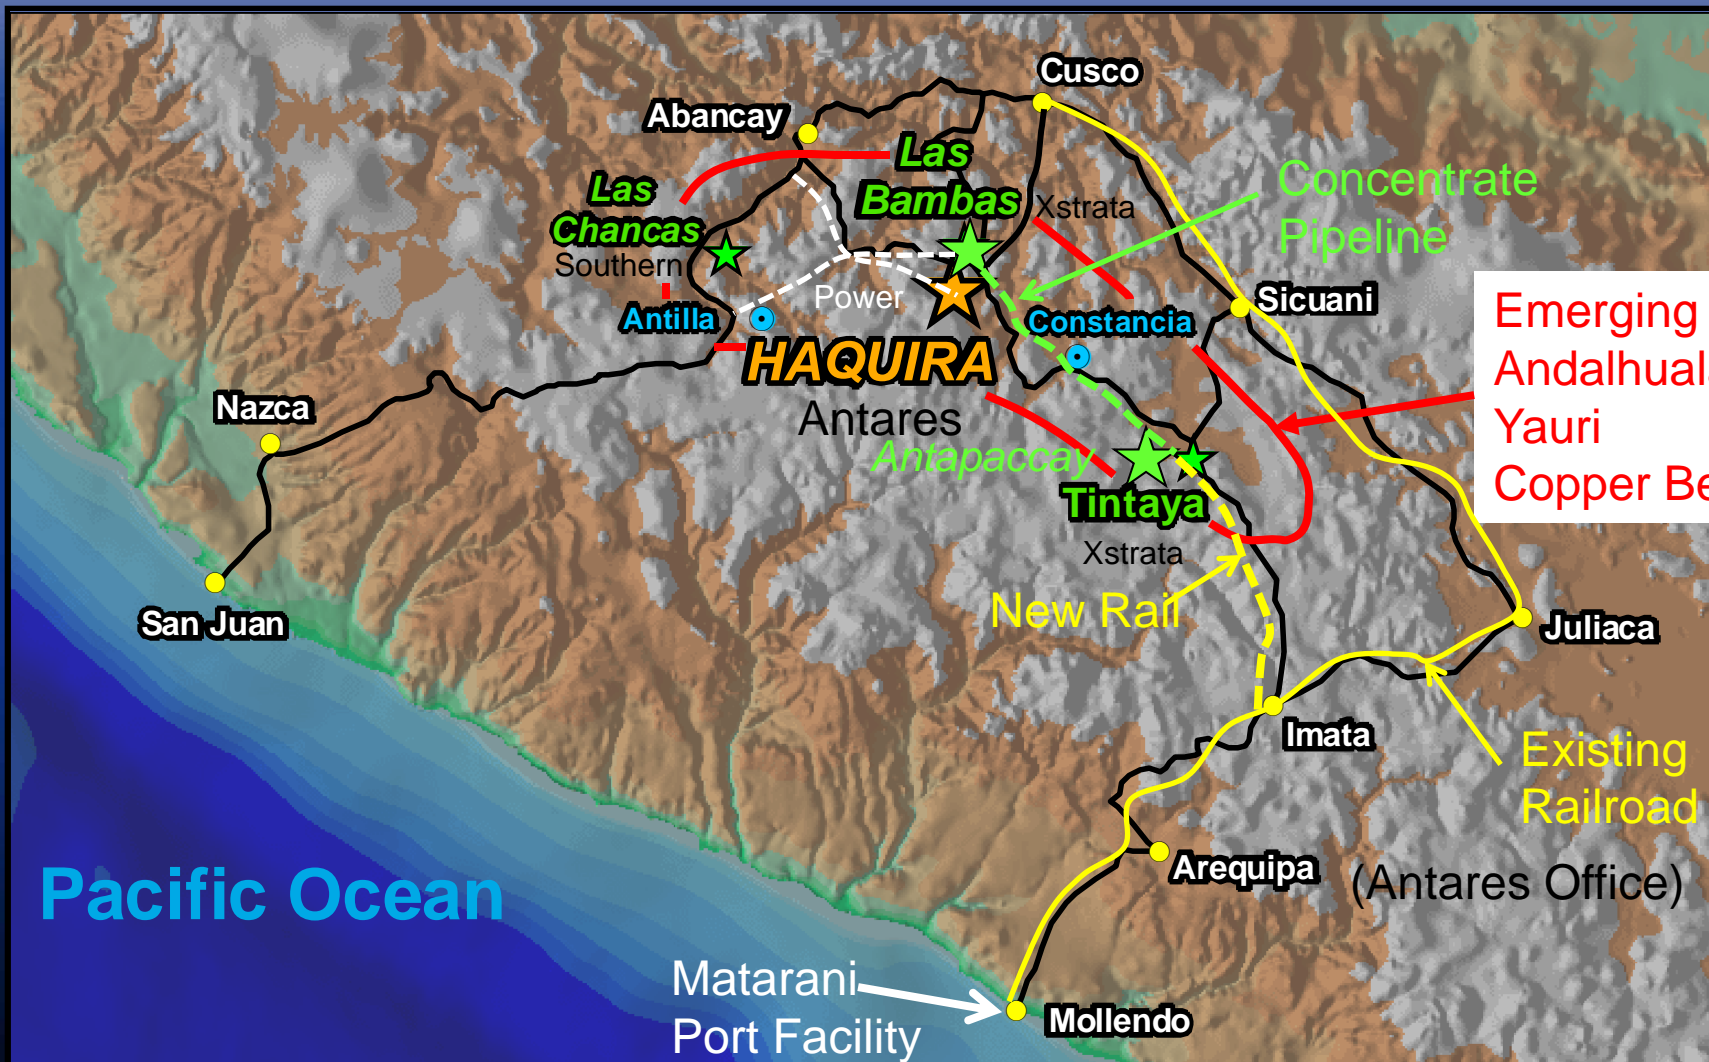 Cusco
Abancay
Las
Bambas
Xstrata
Concentrate
Pipeline
Las
Chancas
Southern
Power
Antilla
Constancia
Sicuani
Emerging
Yauri
Copper
HAQUIRA
Antares
Antapaccay
Tintaya
Xstrata
Nazca
San Juan
New Rail
Juliaca
Imata
Existing
Railroad
Arequipa
(Antares Office)
Pacific Ocean
Matarani
Port Facility
Mollendo